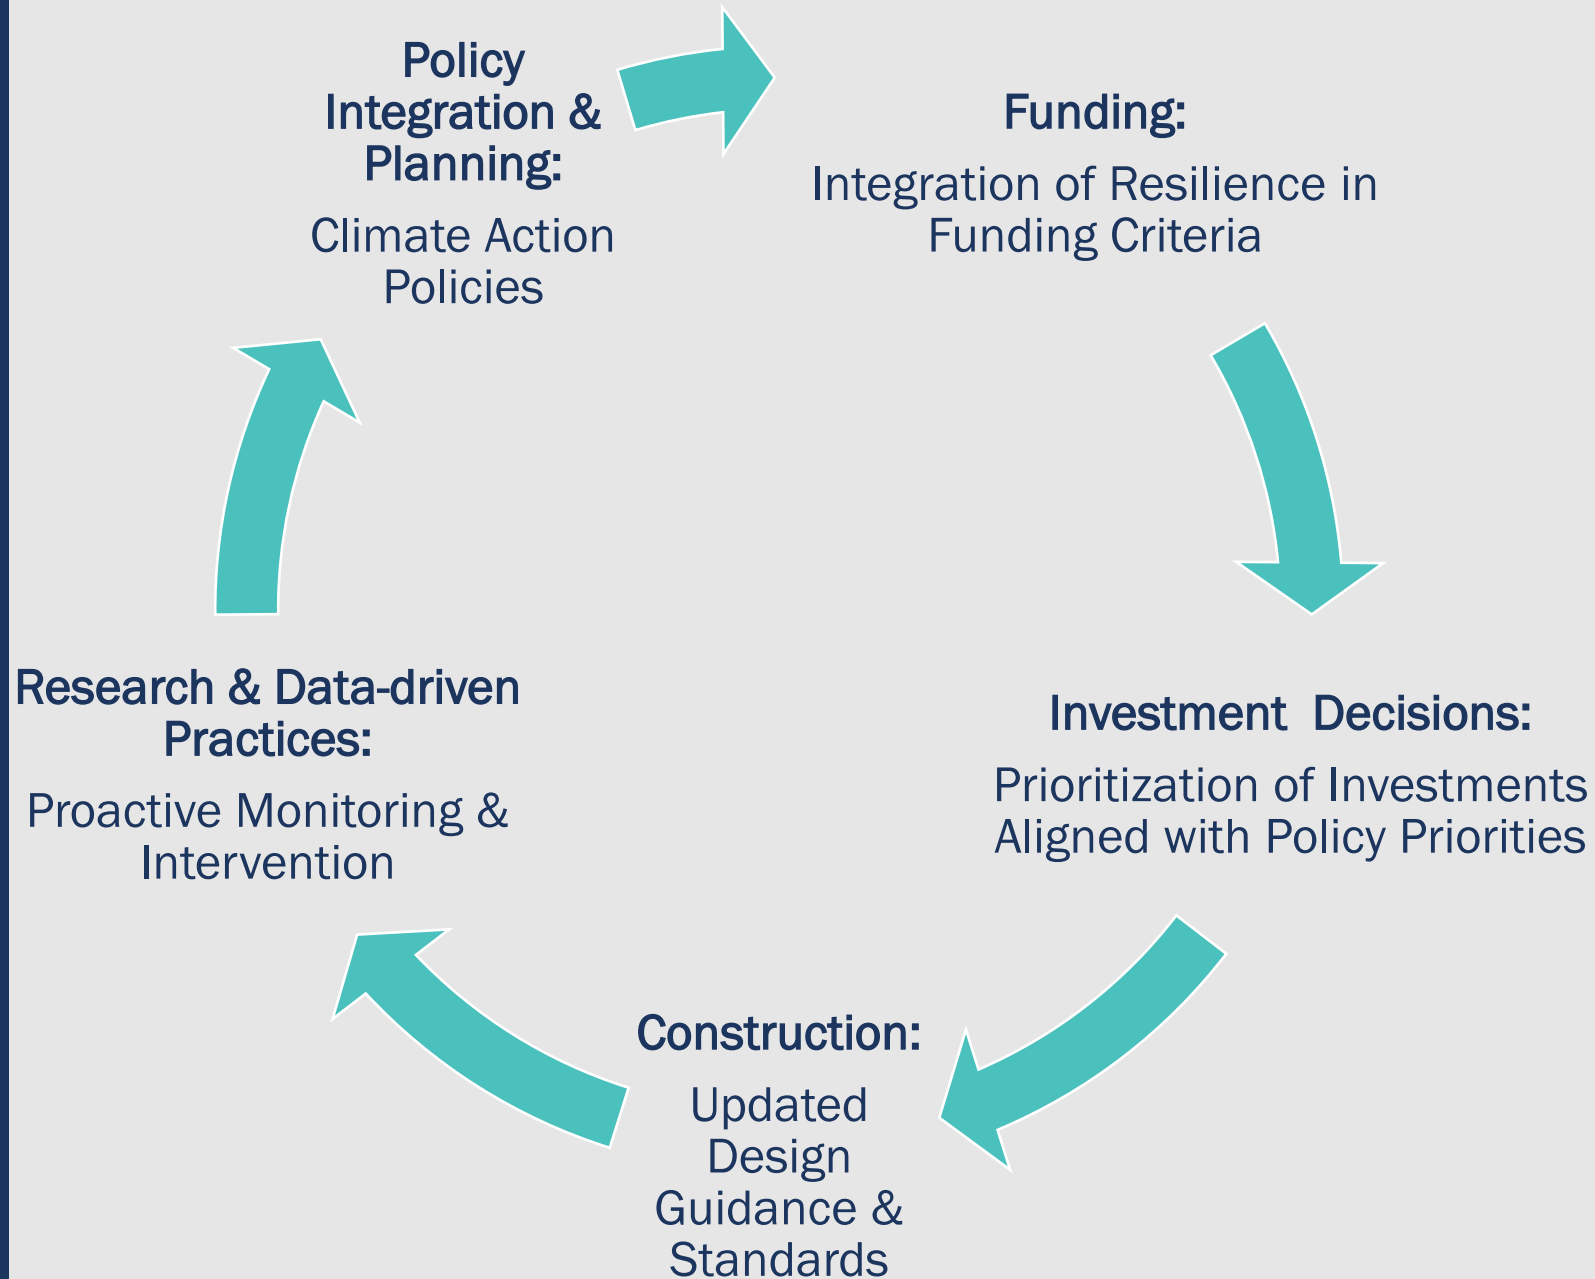 Policy
Integration &
Planning:
Climate Action
Policies
Funding:
Integration of Resilience in
Funding Criteria
Investment  Decisions:
Prioritization of Investments
Aligned with Policy Priorities
Construction:
Updated
Design
Guidance &
Standards
Research & Data-driven
Practices:
Proactive Monitoring &
Intervention